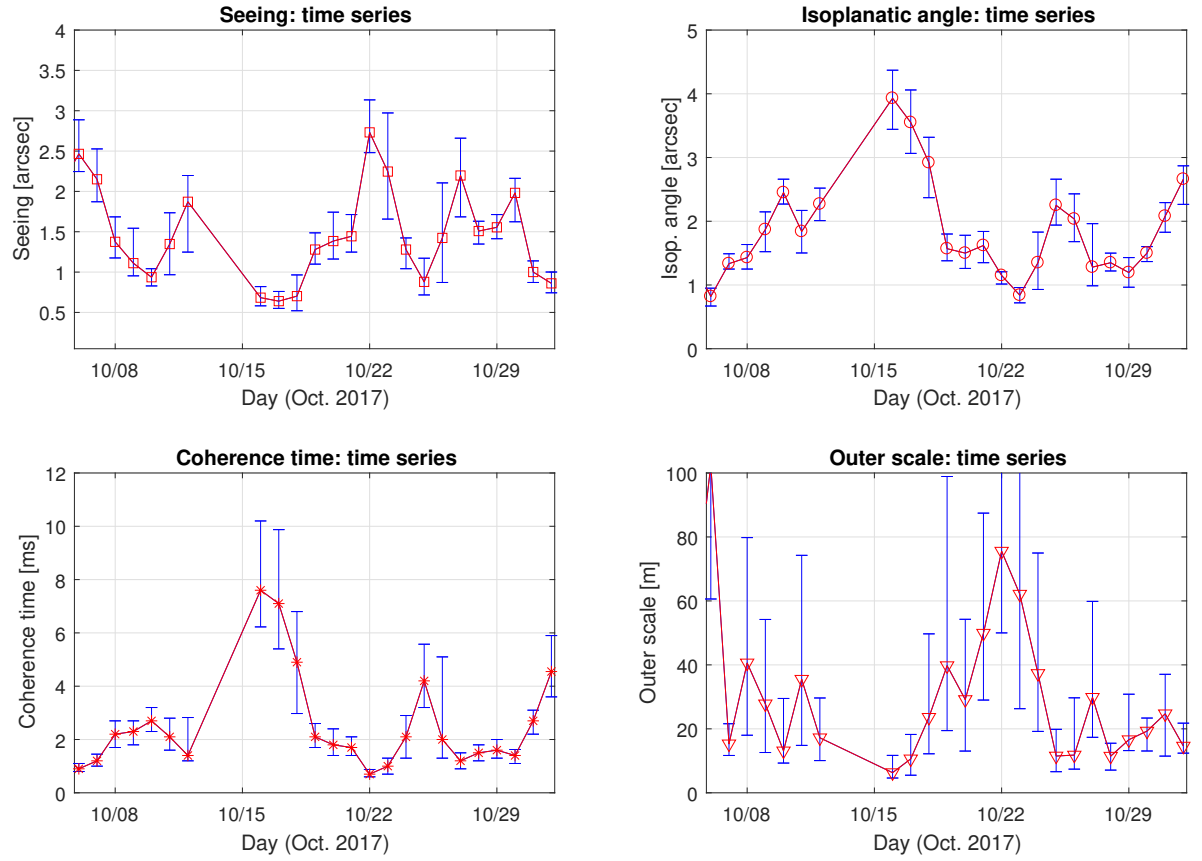 Seeing: time series
4
3.5
3
2.5
2
1.5
1
0.5
Seeing [arcsec]
10/08 10/15 10/22 10/29
Day (Oct. 2017)
Isoplanatic angle: time series
5
4
3
2
1
0
Isop. angle [arcsec]
10/08 10/15 10/22 10/29
Day (Oct. 2017)
Coherence time: time series
12
10
8
6
4
2
0
Coherence time [ms]
10/08 10/15 10/22 10/29
Day (Oct. 2017)
Outer scale: time series
100
80
60
40
20
0
Outer scale [m]
10/08 10/15 10/22 10/29
Day (Oct. 2017)